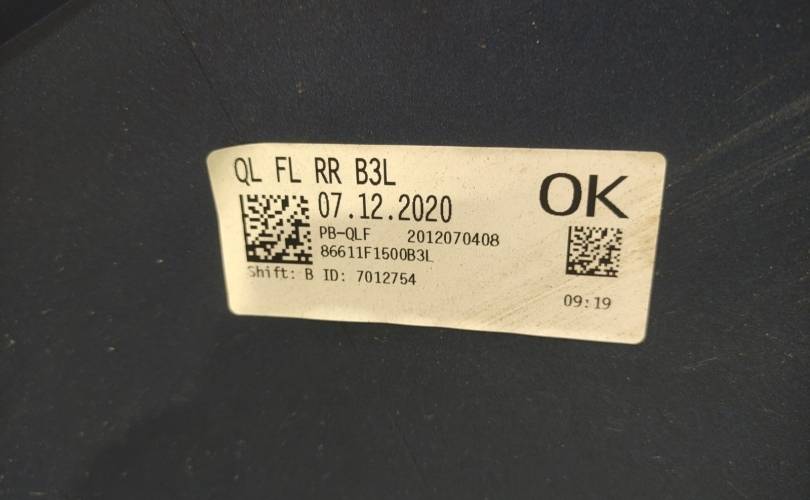 QL FL RR B3L
OK
07.12.2020
PB-QLF 2012070408
86611F1500B3L
Shift: B ID: 7012754
09:19